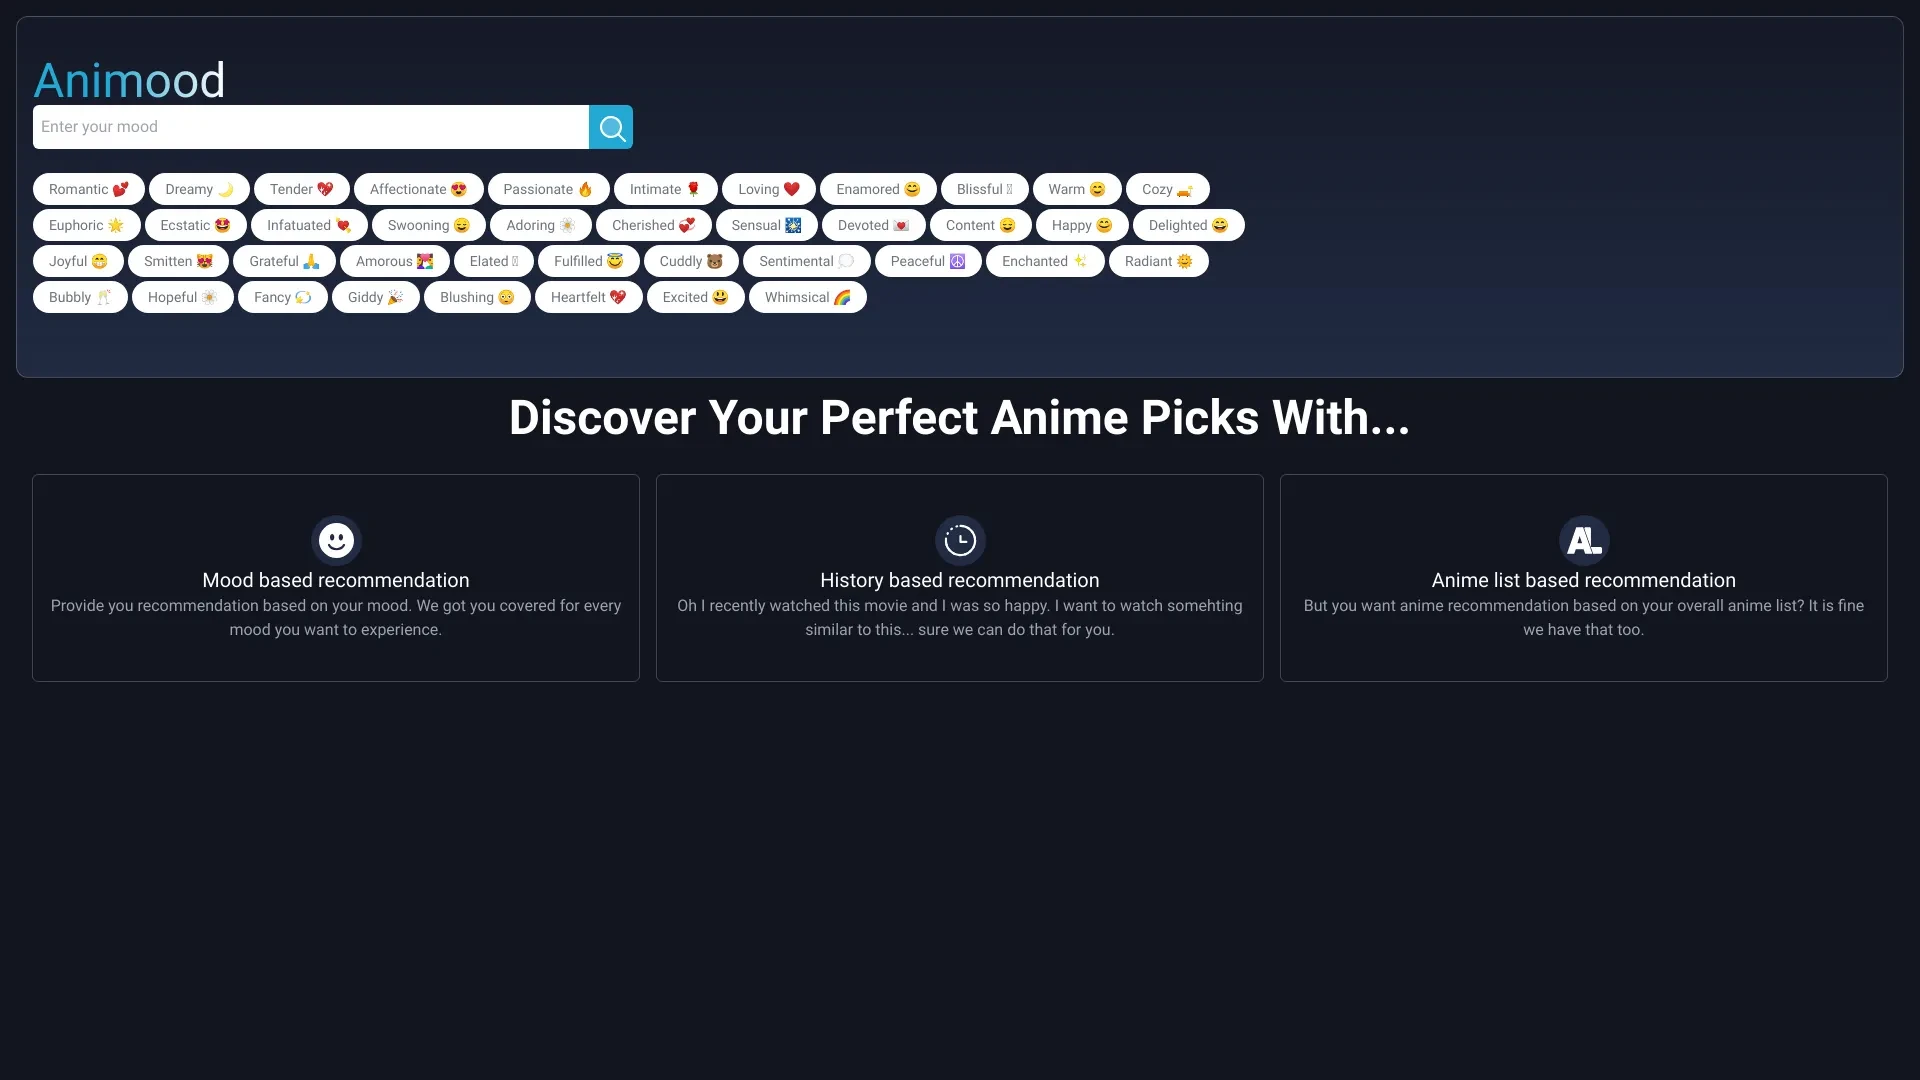 Animood
Enter your mood
Romantic 💕 Dreamy 🌙 Tender 💖 Affectionate 😍 Passionate 🔥 Intimate 🌹 Loving ❤️ Enamored 😊 Blissful Warm 😊 Cozy 🛋️
Euphoric 🌟 Ecstatic 🤩 Infatuated 💘 Swooning 😌 Adoring 🌼 Cherished 💞 Sensual 🎇 Devoted 💌 Content 😌 Happy 😊 Delighted 😄
Joyful 😁 Smitten 😻 Grateful 🙏 Amorous 💏 Elated Fulfilled 😇 Cuddly 🐻 Sentimental 💭 Peaceful ☮️ Enchanted ✨ Radiant 🌞
Bubbly 🥂 Hopeful 🌼 Fancy 💫 Giddy 🎉 Blushing 😳 Heartfelt 💖 Excited 😃 Whimsical 🌈
Discover Your Perfect Anime Picks With...
Mood based recommendation
Provide you recommendation based on your mood. We got you covered for every
mood you want to experience.
History based recommendation
Oh I recently watched this movie and I was so happy. I want to watch somehting
similar to this... sure we can do that for you.
AL
Anime list based recommendation
But you want anime recommendation based on your overall anime list? It is fine
we have that too.